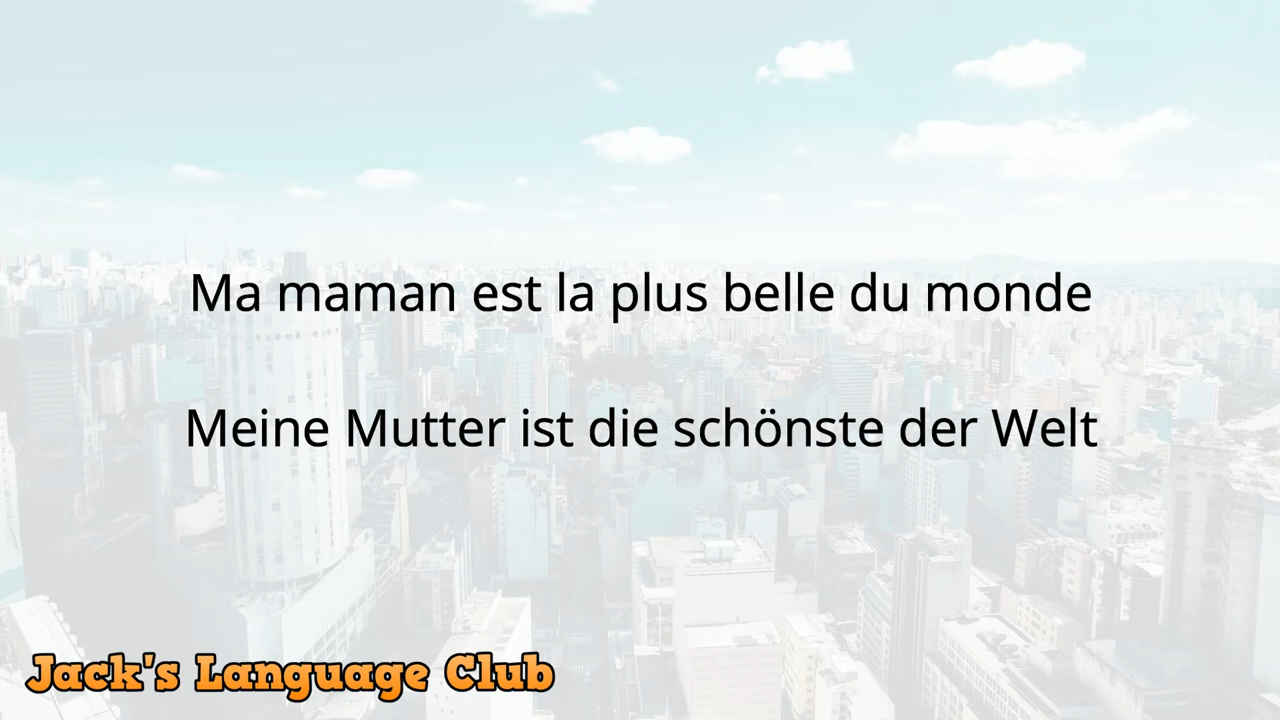 Ma maman est la plus belle du monde
Meine Mutter ist die schönste der Welt
Jack's Language Club